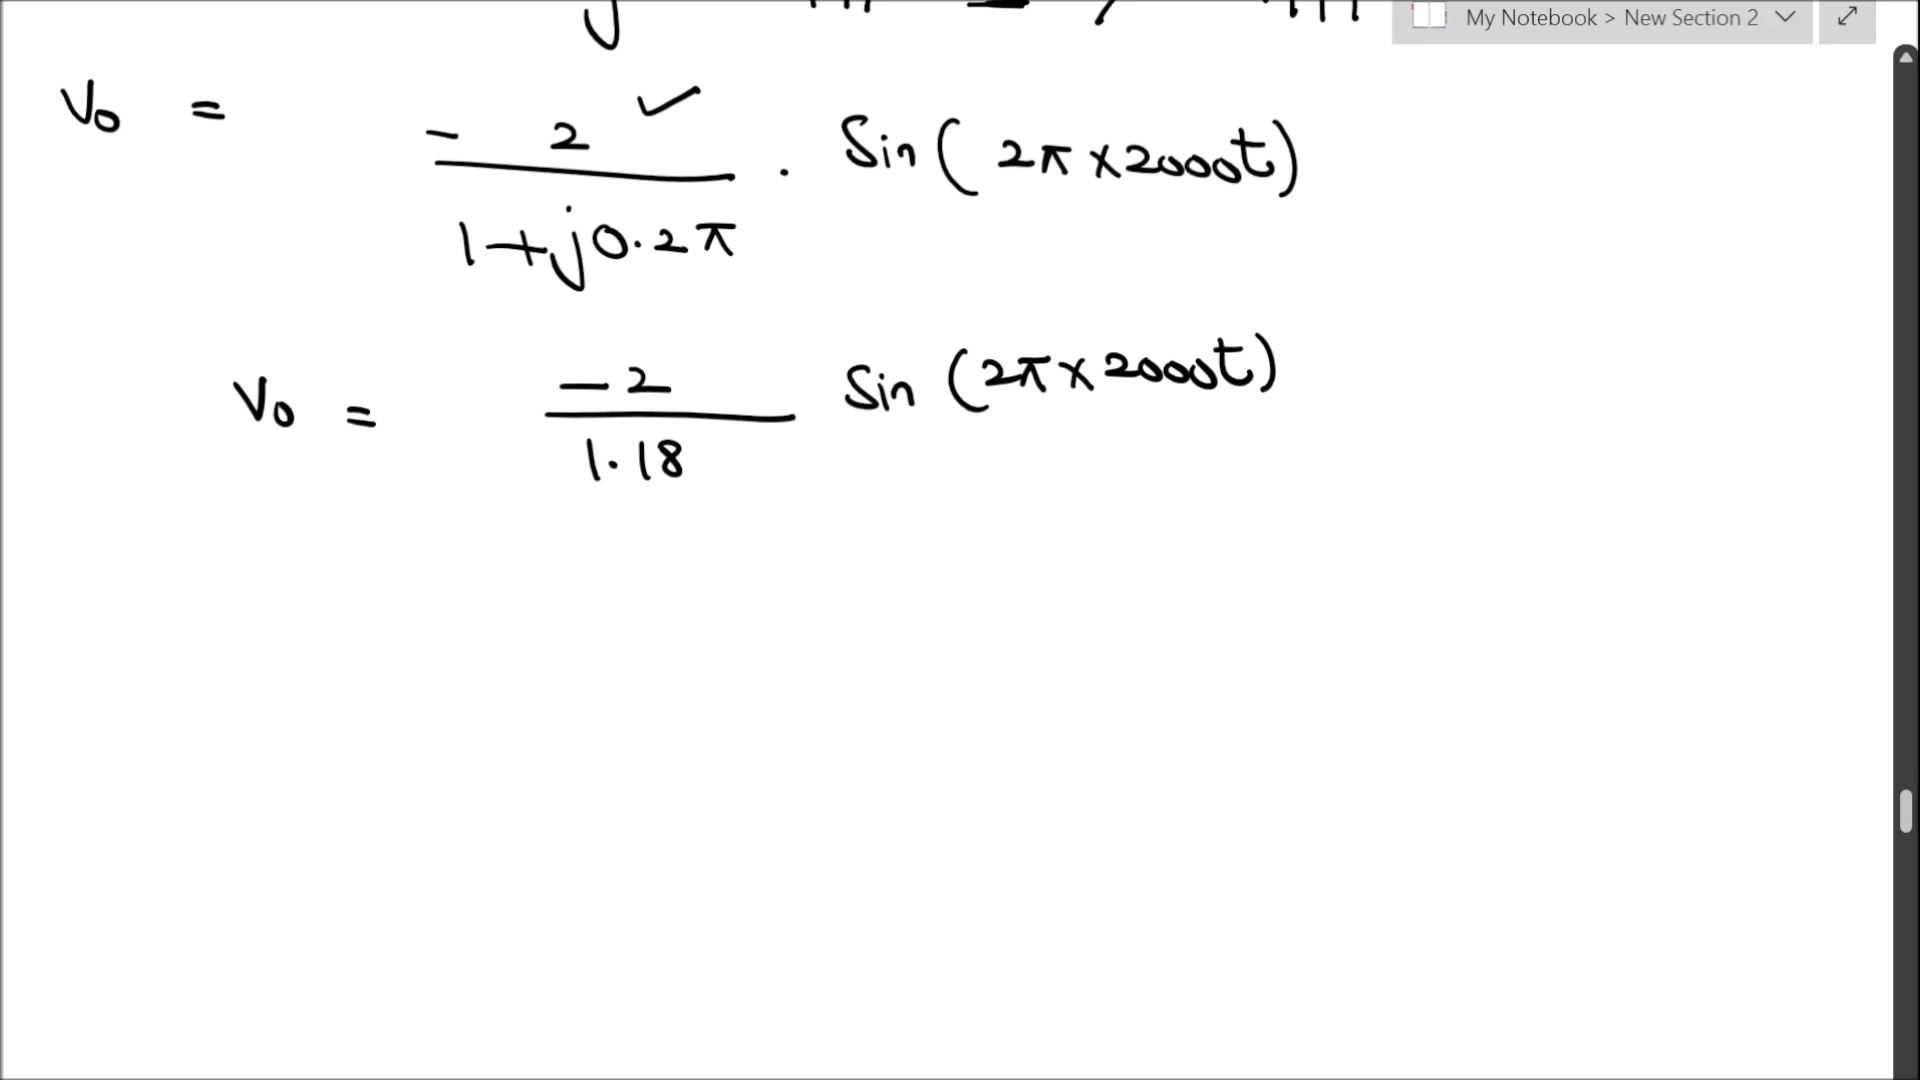 My Notebook > New Section 2
V₀ = - 2 / 1+j0.2π . Sin(2π×2000t)
V₀ = -2 / 1.18 Sin(2π×2000t)